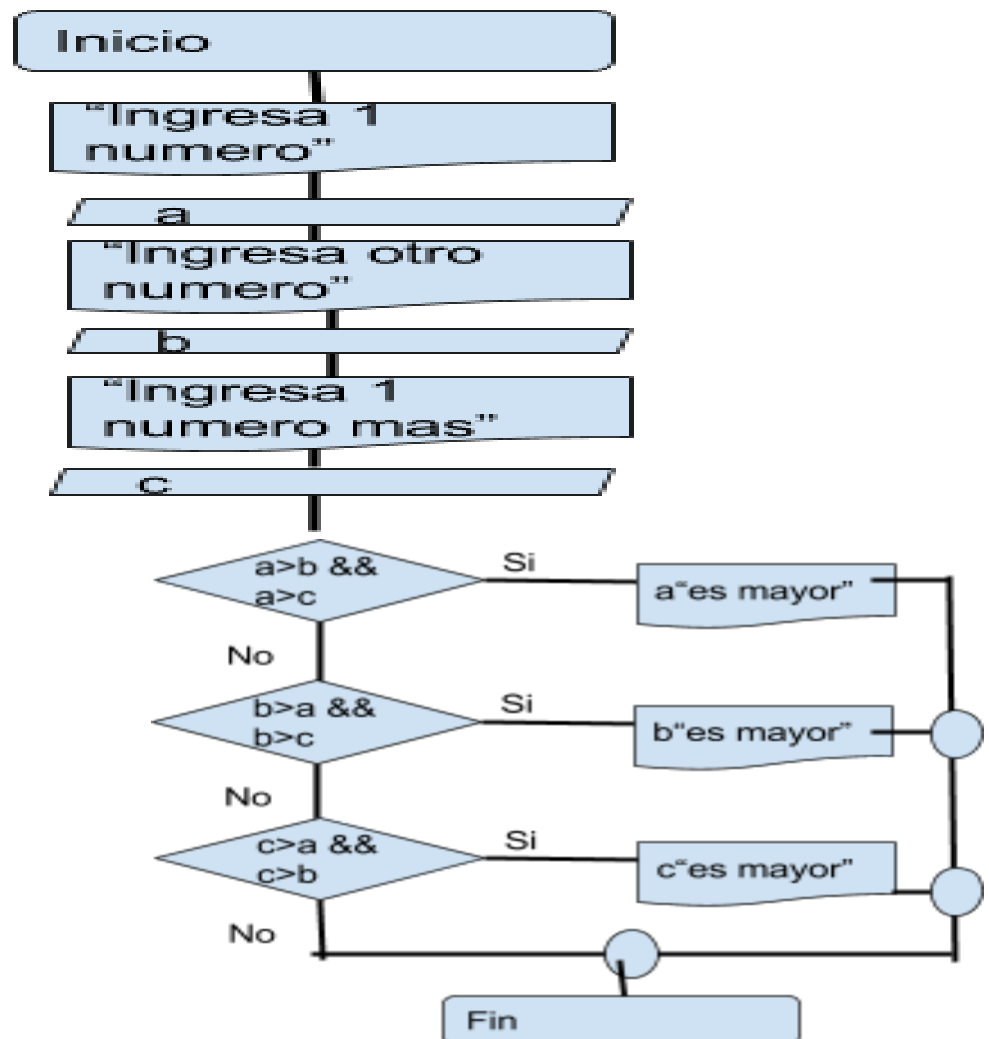 Inicio
“Ingresa 1
numero”
a
“Ingresa otro
numero”
b
“Ingresa 1
numero mas”
c
a>b &&
a>c
Si
a“es mayor”
No
b>a &&
b>c
Si
b“es mayor”
No
c>a &&
c>b
Si
c“es mayor”
No
Fin